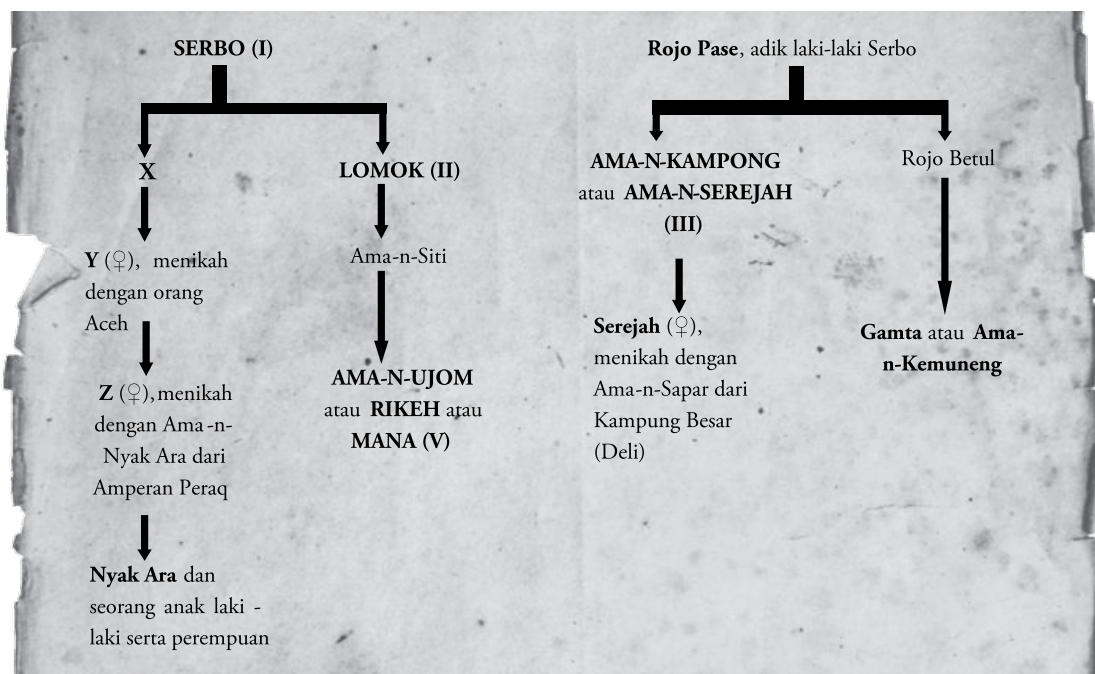 SERBO (I)
X
Y (♀), menikah
dengan orang
Aceh
Z (♀), menikah
dengan Ama-n-
Nyak Ara dari
Amperan Peraq
Nyak Ara dan
seorang anak laki -
laki serta perempuan
LOMOK (II)
Ama-n-Siti
AMA-N-UJOM
atau RIKEH atau
MANA (V)
Rojo Pase, adik laki-laki Serbo
AMA-N-KAMPONG
atau AMA-N-SEREJAH
(III)
Serejah (♀),
menikah dengan
Ama-n-Sapar dari
Kampung Besar
(Deli)
Rojo Betul
Gamta atau Ama-
n-Kemuneng